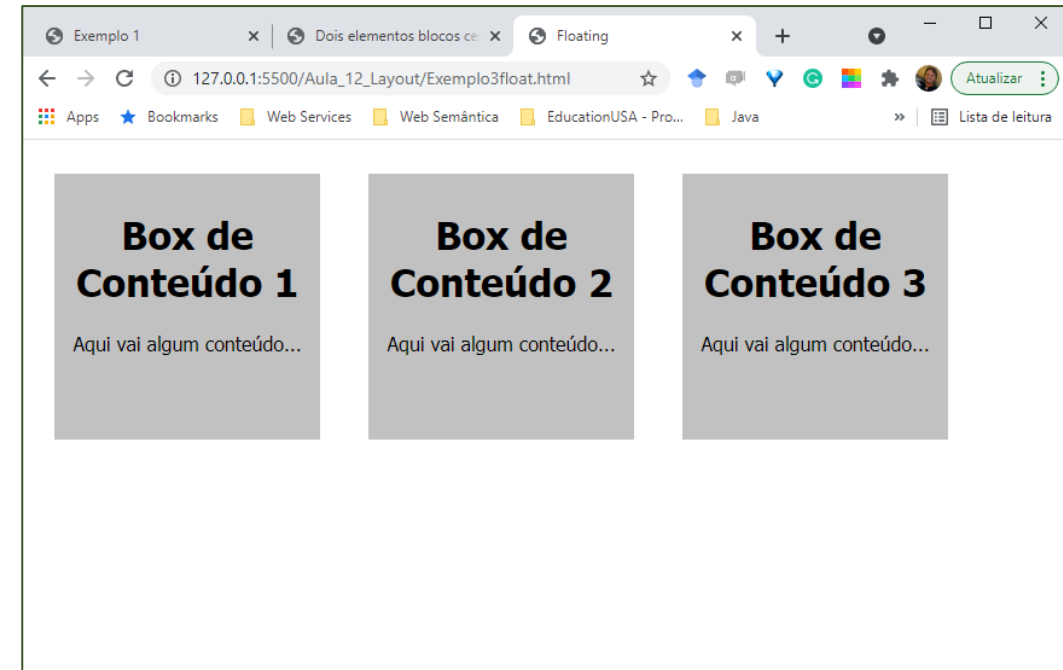 Exemplo 1
Dois elementos blocos ce
Floating
127.0.0.1:5500/Aula_12_Layout/Exemplo3float.html
Atualizar
Apps
Bookmarks
Web Services
Web Semântica
EducationUSA - Pro...
Java
»
Lista de leitura
Box de
Conteúdo 1
Aqui vai algum conteúdo...
Box de
Conteúdo 2
Aqui vai algum conteúdo...
Box de
Conteúdo 3
Aqui vai algum conteúdo...